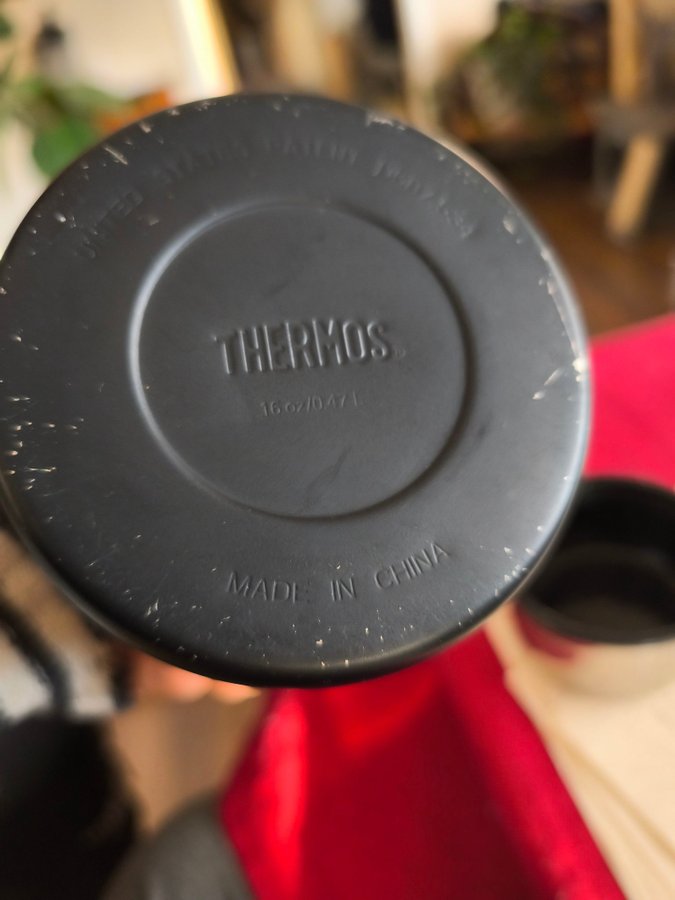 UNITED STATES PATENT
THERMOS
16 oz/0.47 L
MADE IN CHINA